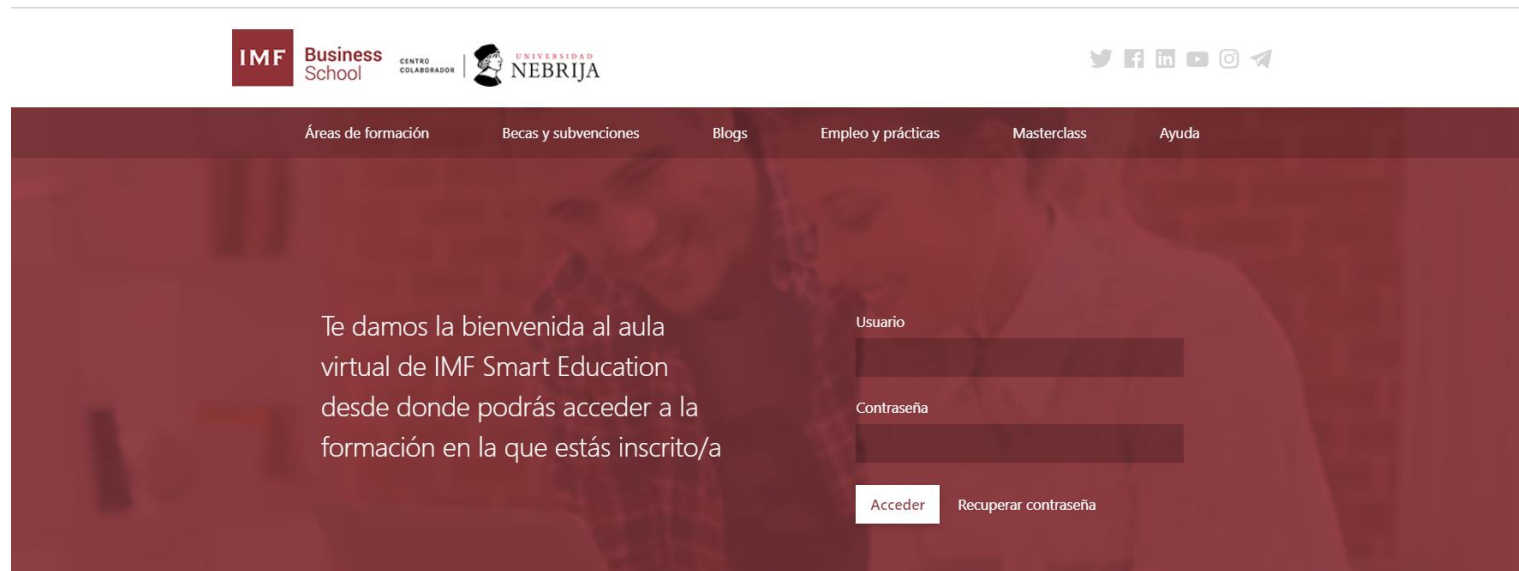 IMF
Business
School
CENTRO
COLABORADOR
UNIVERSIDAD
NEBRIJA
Áreas de formación
Becas y subvenciones
Blogs
Empleo y prácticas
Masterclass
Ayuda
Te damos la bienvenida al aula
virtual de IMF Smart Education
desde donde podrás acceder a la
formación en la que estás inscrito/a
Usuario
Contraseña
Acceder
Recuperar contraseña